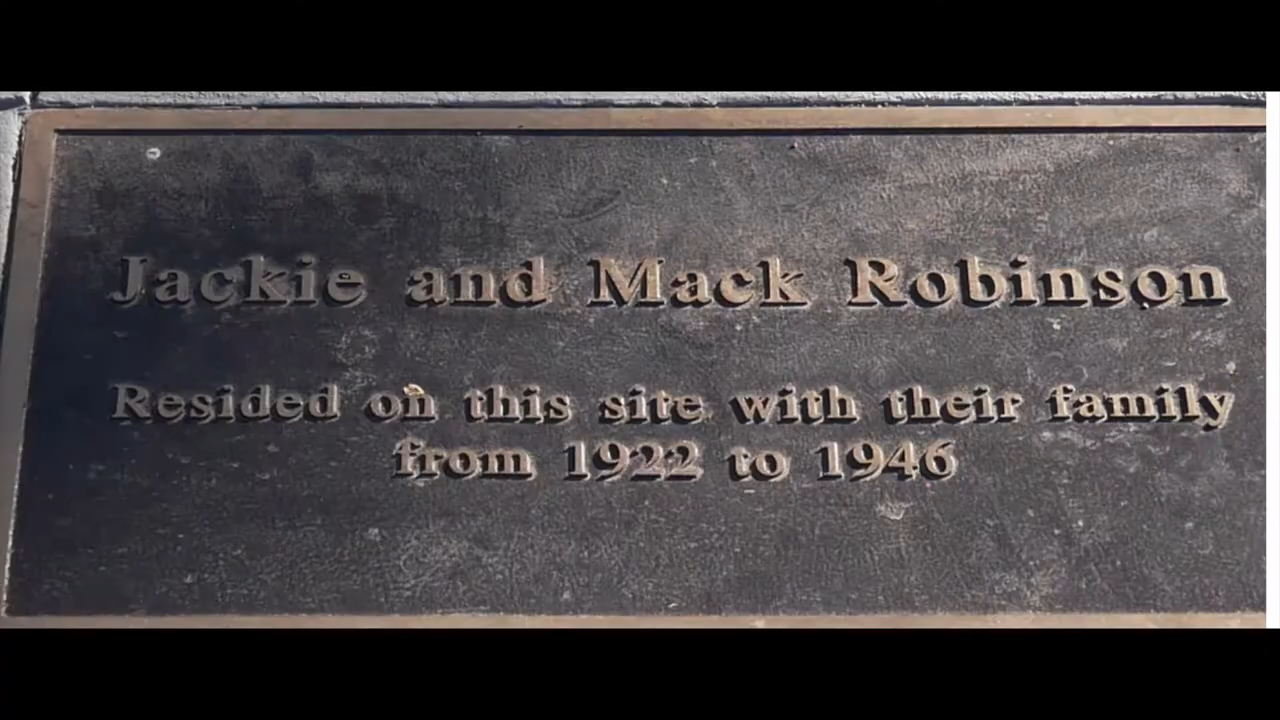 Jackie and Mack Robinson
Resided on this site with their family
from 1922 to 1946